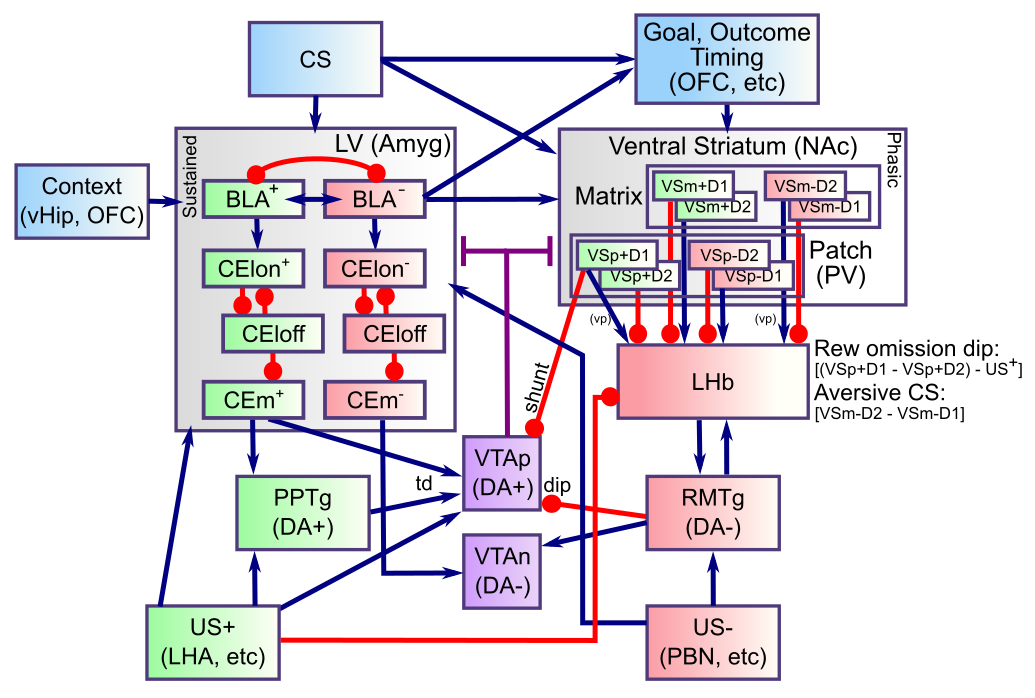 CS
Goal, Outcome
Timing
(OFC, etc)
Context
(vHip, OFC)
Sustained
LV (Amyg)
BLA+
BLA-
CElon+
CElon-
CEloff
CEloff
CEm+
CEm-
Ventral Striatum (NAc)
Phasic
Matrix
VSm+D1
VSm+D2
VSm-D2
VSm-D1
Patch
(PV)
VSp+D1
VSp+D2
VSp-D2
VSp-D1
(vp)
(vp)
LHb
Rew omission dip:
[(VSp+D1 - VSp+D2) - US+]
Aversive CS:
[VSm-D2 - VSm-D1]
shunt
VTAp
(DA+)
td
dip
PPTg
(DA+)
RMTg
(DA-)
VTAn
(DA-)
US+
(LHA, etc)
US-
(PBN, etc)